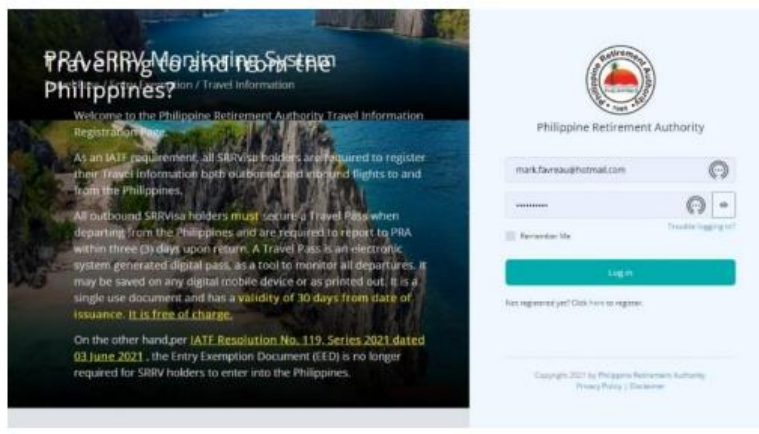 PRA SRRV Monitoring System
Travelling to and from the
Philippines?
/ Travel Information
Welcome to the Philippine Retirement Authority Travel Information
Registration Page.
As an IATF requirement, all SRRVisa holders are required to register
their Travel Information both outbound and inbound flights to and
from the Philippines.
All outbound SRRVisa holders must secure a Travel Pass when
departing from the Philippines and are required to report to PRA
within three (3) days upon return. A Travel Pass is an electronic
system generated digital pass, as a tool to monitor all departures. It
may be saved on any digital mobile device or as printed out. It is a
single use document and has a validity of 30 days from date of
issuance. It is free of charge.
On the other hand,per IATF Resolution No. 119, Series 2021 dated
03 June 2021 , the Entry Exemption Document (EED) is no longer
required for SRRV holders to enter into the Philippines.
Philippine Retirement Authority
PHILIPPINES
Philippine Retirement Authority
mark.favreau@hotmail.com
Trouble logging in?
Remember Me
Log in
Not registered yet? Click here to register.
Copyright 2021 by Philippine Retirement Authority
Privacy Policy | Disclaimer